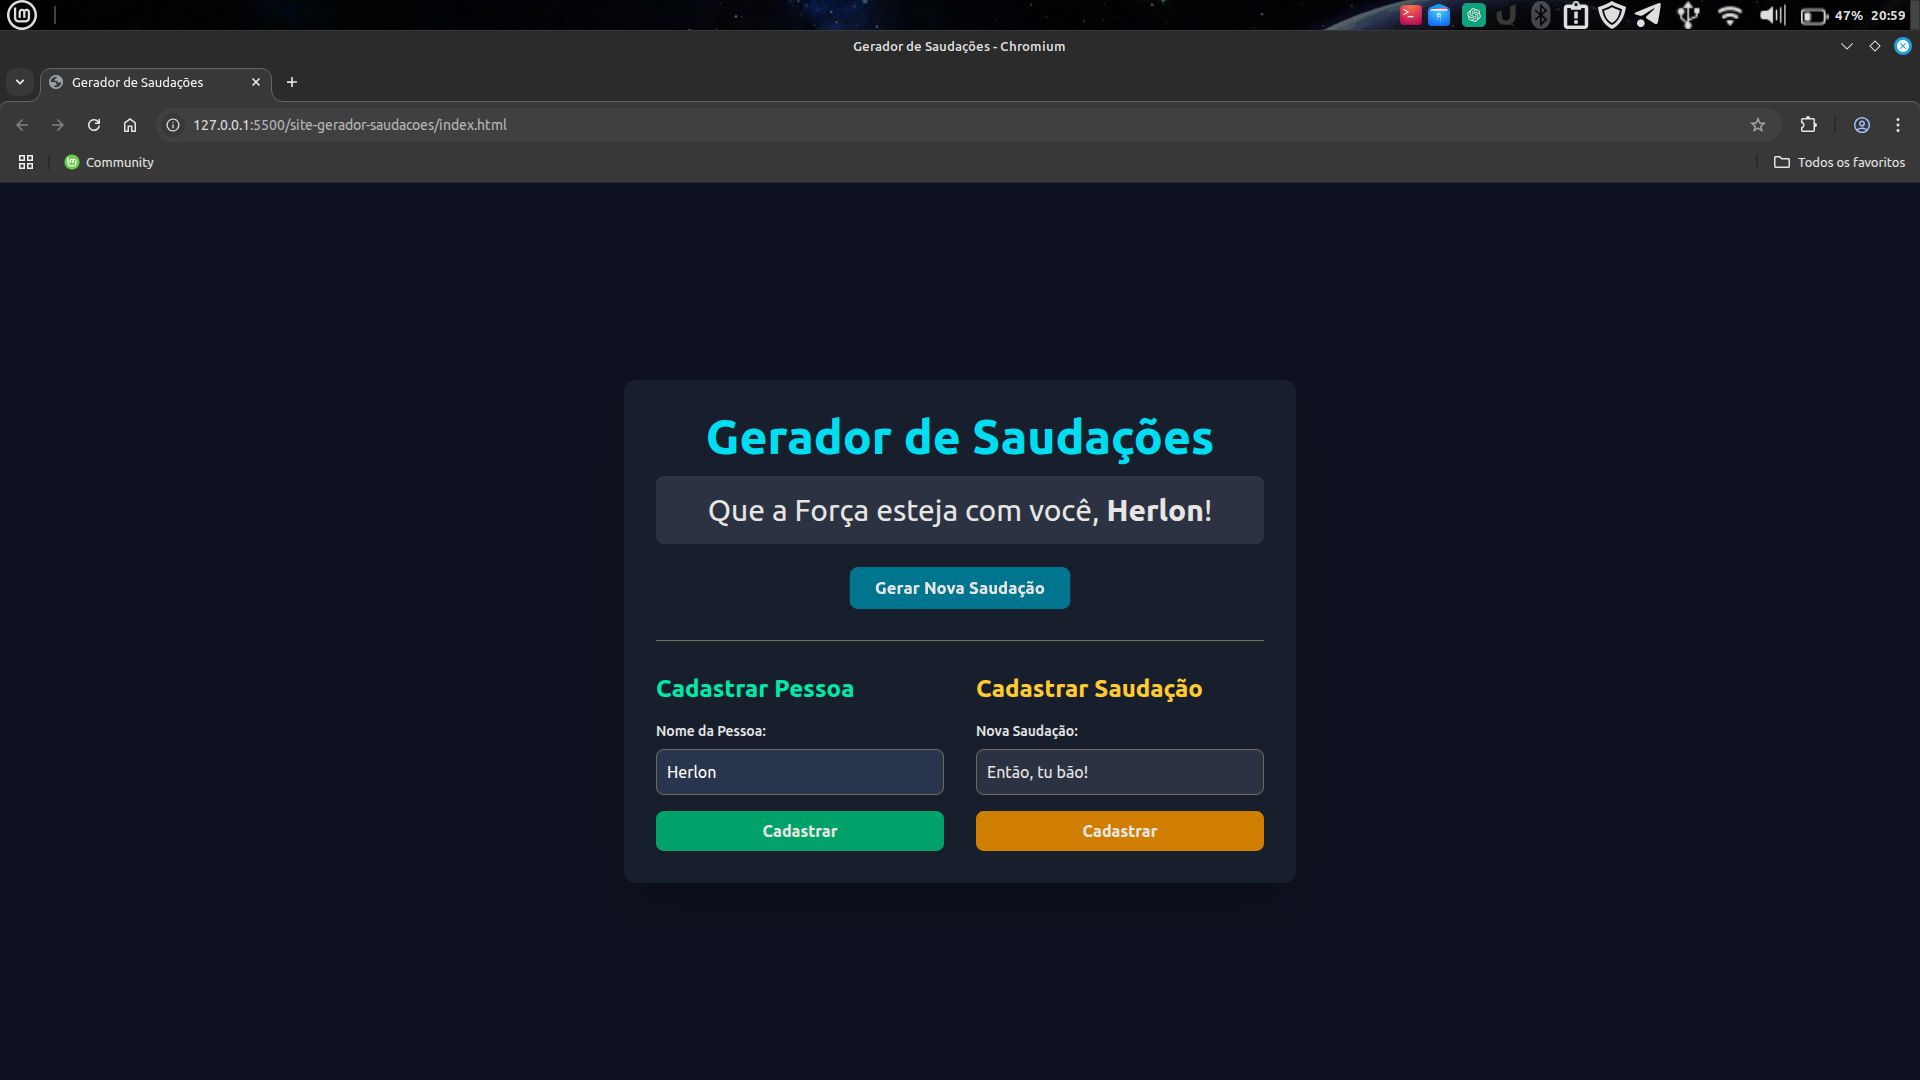 47% 20:59
Gerador de Saudações - Chromium
Gerador de Saudações
127.0.0.1:5500/site-gerador-saudacoes/index.html
Community
Todos os favoritos
Gerador de Saudações
Que a Força esteja com você, Herlon!
Gerar Nova Saudação
Cadastrar Pessoa
Nome da Pessoa:
Herlon
Cadastrar
Cadastrar Saudação
Nova Saudação:
Então, tu bão!
Cadastrar